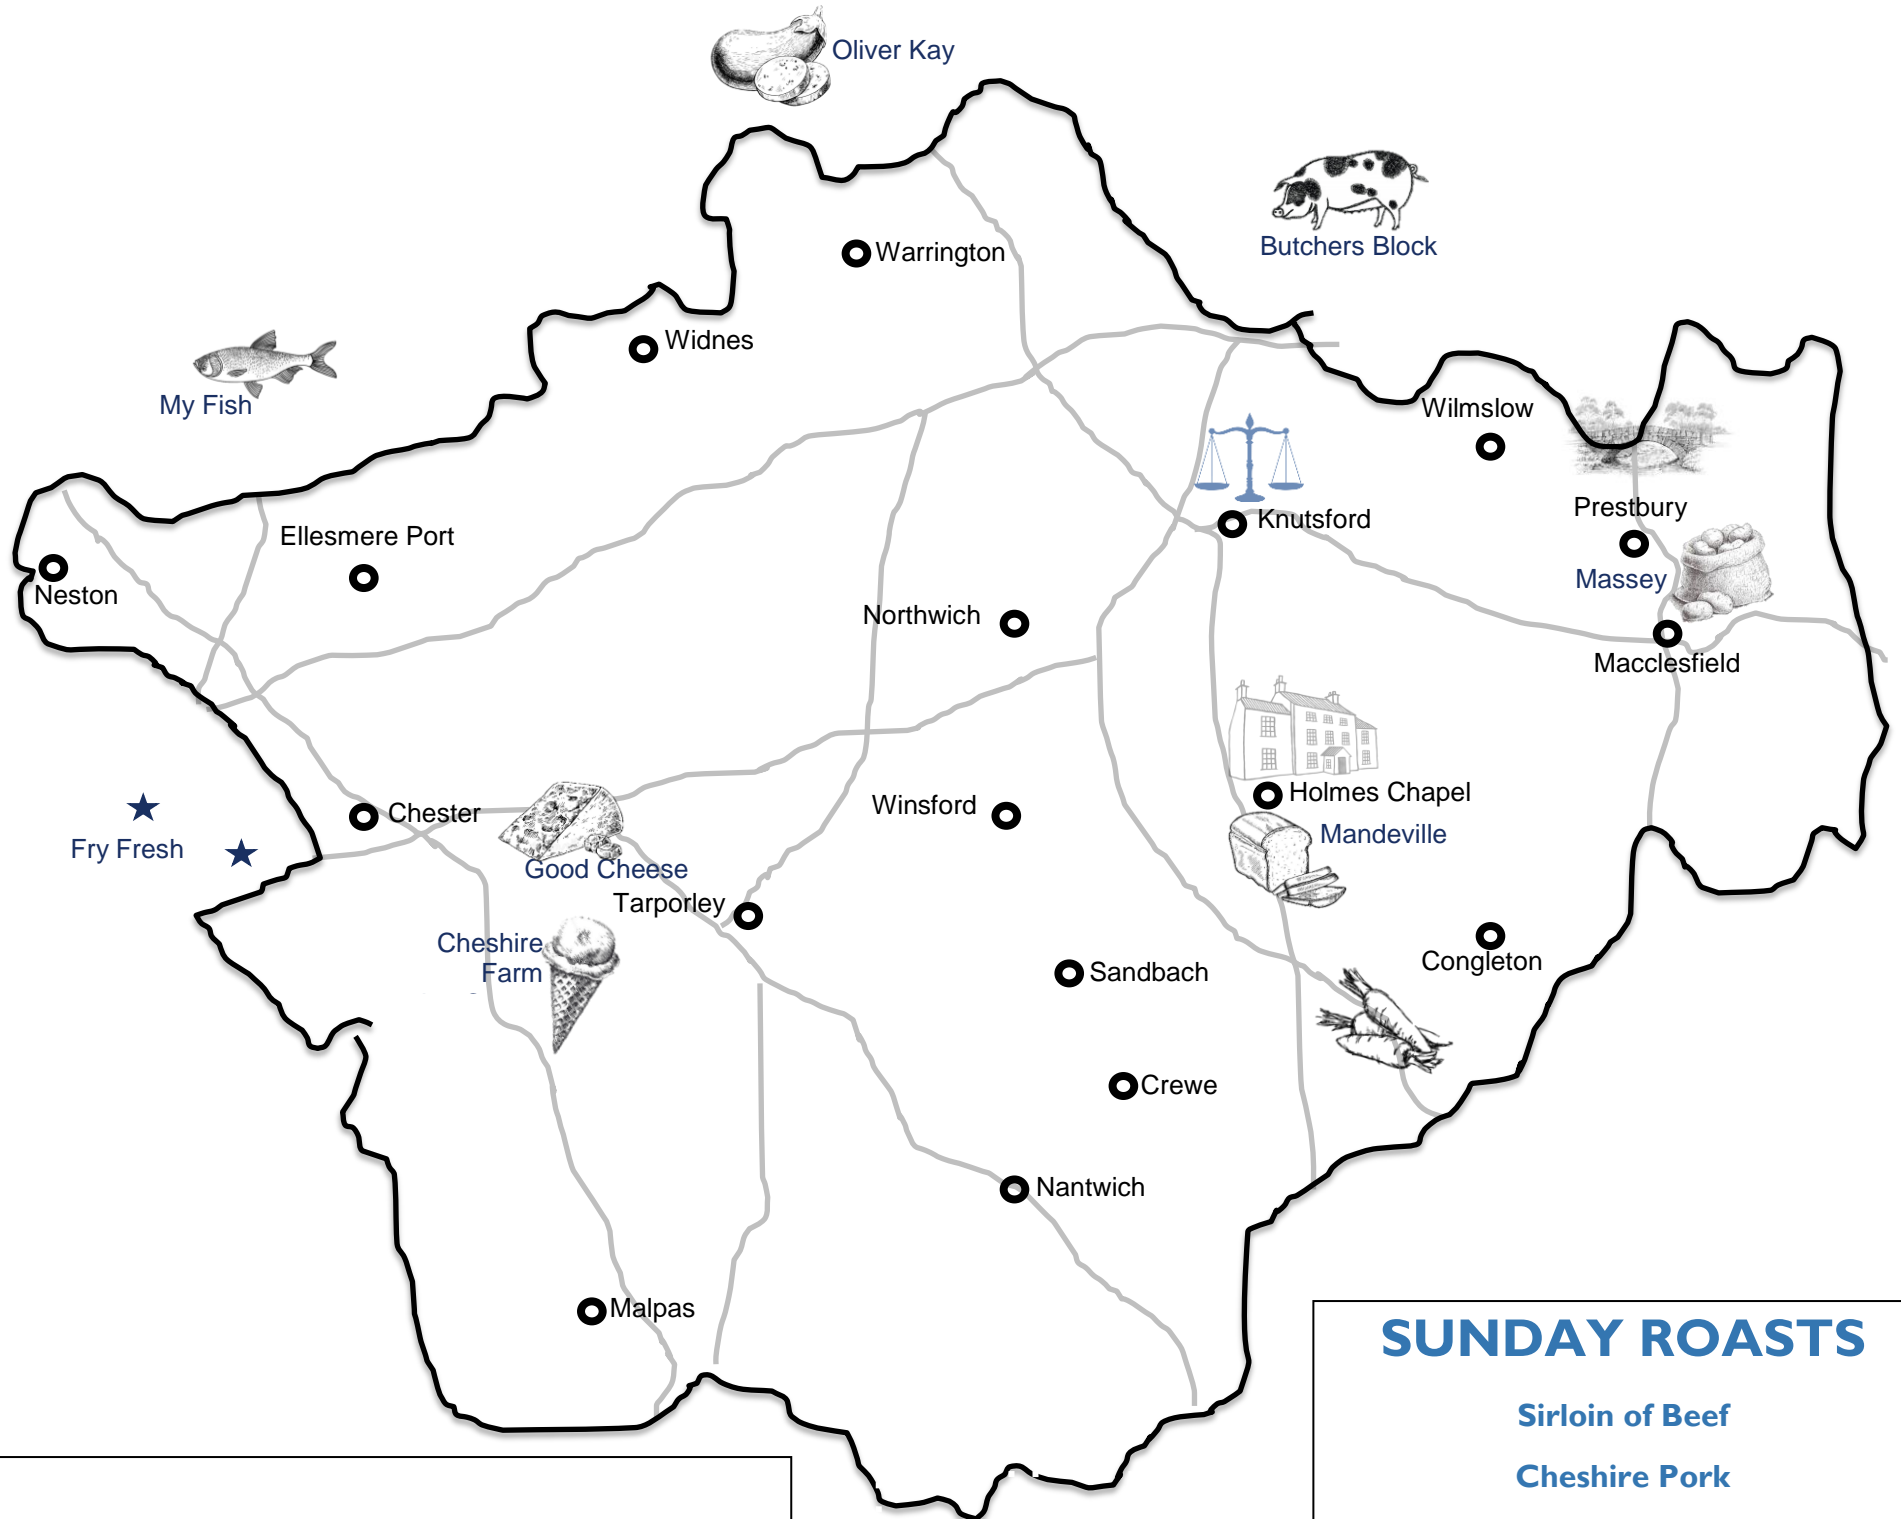 Oliver Kay
Butchers Block
Warrington
Widnes
My Fish
Wilmslow
Prestbury
Knutsford
Ellesmere Port
Massey
Neston
Northwich
Macclesfield
Holmes Chapel
Mandeville
Chester
Winsford
Fry Fresh
Good Cheese
Tarporley
Cheshire
Farm
Sandbach
Congleton
Crewe
Nantwich
Malpas
SUNDAY ROASTS
Sirloin of Beef
Cheshire Pork